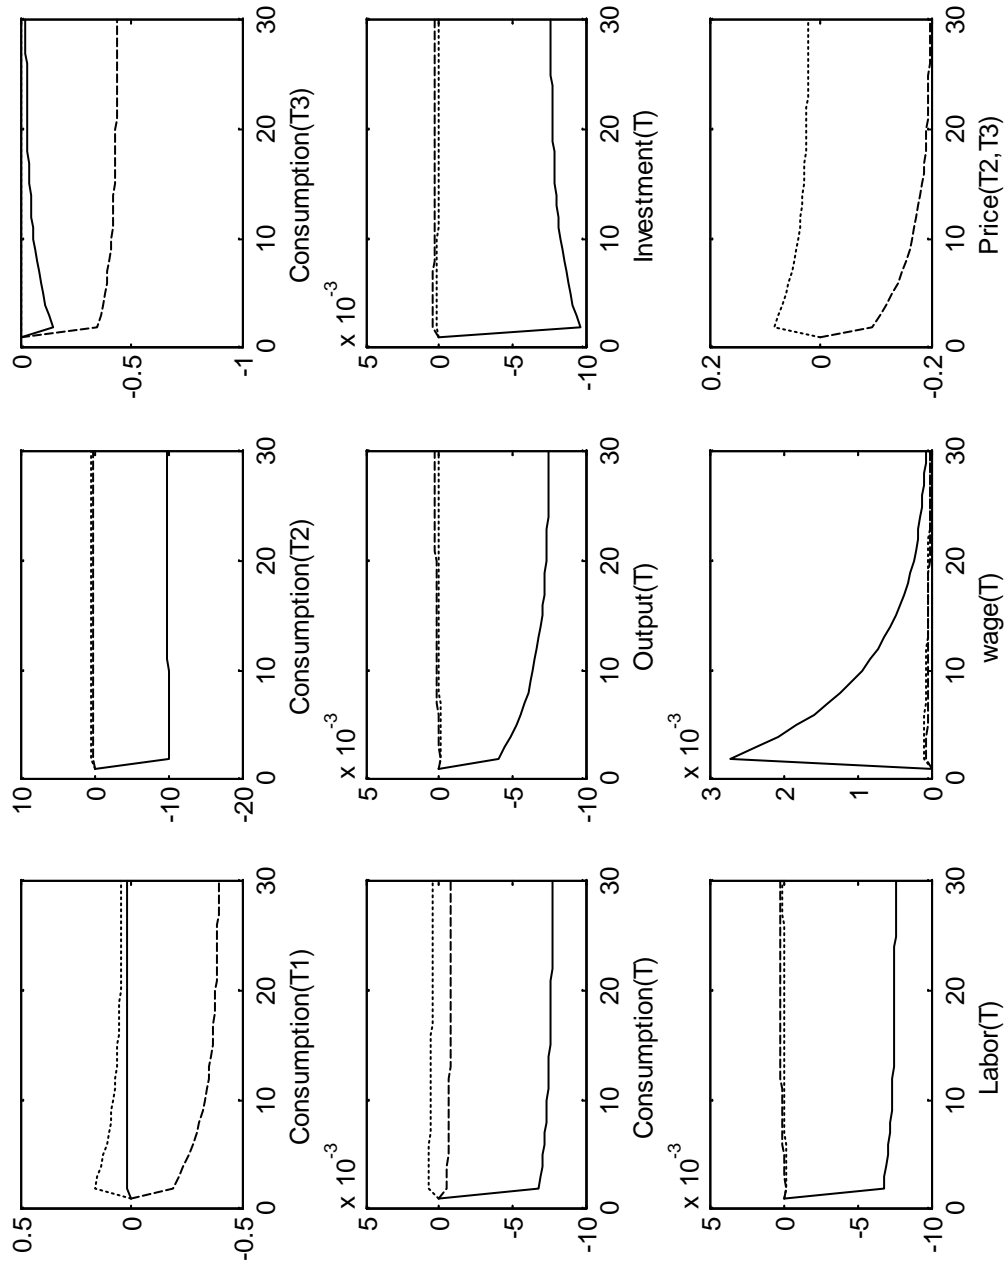 0.5
0
-0.5
0 10 20 30
Consumption(T1)
10
0
-10
-20
0 10 20 30
Consumption(T2)
0
-0.5
-1
0 10 20 30
Consumption(T3)
x 10⁻³
5
0
-5
-10
0 10 20 30
Consumption(T)
x 10⁻³
5
0
-5
-10
0 10 20 30
Output(T)
x 10⁻³
5
0
-5
-10
0 10 20 30
Investment(T)
x 10⁻³
5
0
-5
-10
0 10 20 30
Labor(T)
x 10⁻³
3
2
1
0
0 10 20 30
wage(T)
0.2
0
-0.2
0 10 20 30
Price(T2,T3)